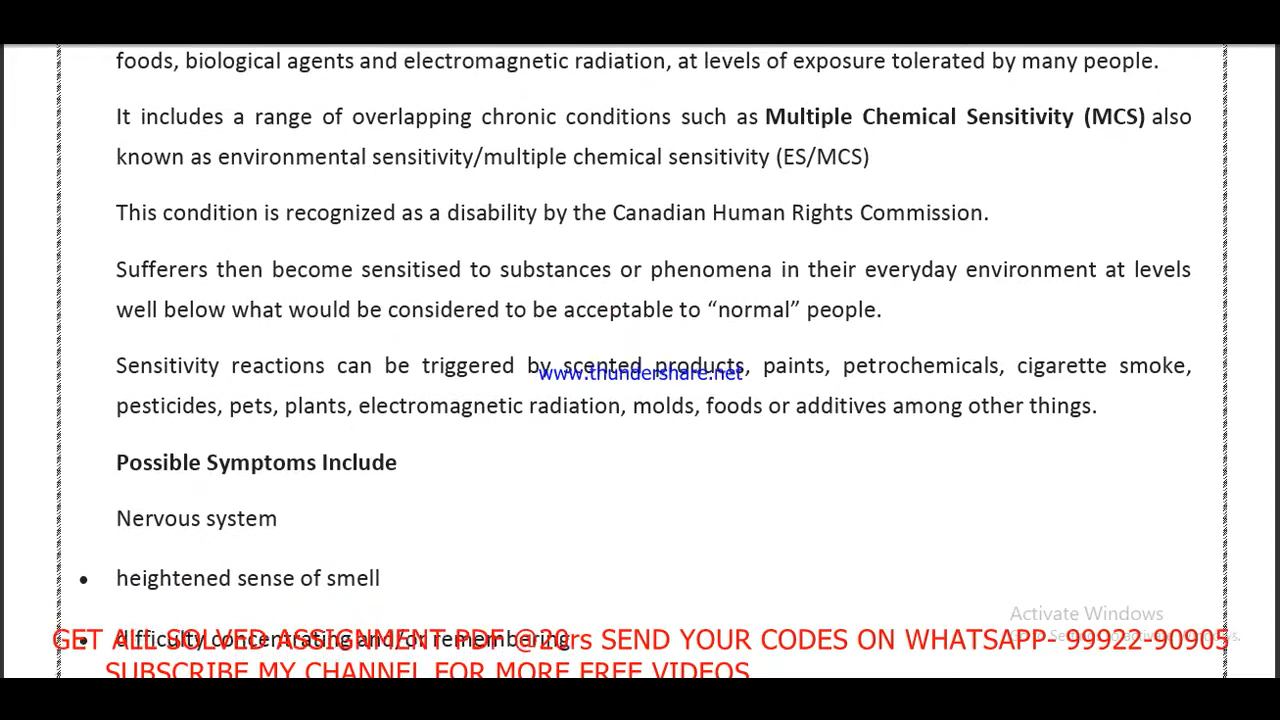 foods, biological agents and electromagnetic radiation, at levels of exposure tolerated by many people.
It includes a range of overlapping chronic conditions such as Multiple Chemical Sensitivity (MCS) also
known as environmental sensitivity/multiple chemical sensitivity (ES/MCS)
This condition is recognized as a disability by the Canadian Human Rights Commission.
Sufferers then become sensitised to substances or phenomena in their everyday environment at levels
well below what would be considered to be acceptable to “normal” people.
Sensitivity reactions can be triggered by scented products, paints, petrochemicals, cigarette smoke,
www.thundershare.net
pesticides, pets, plants, electromagnetic radiation, molds, foods or additives among other things.
Possible Symptoms Include
Nervous system
• heightened sense of smell
Activate Windows
• difficulty concentrating and/or remembering
GET ALL SOLVED ASSIGNMENT PDF @20rs SEND YOUR CODES ON WHATSAPP- 99922-90905
SUBSCRIBE MY CHANNEL FOR MORE FREE VIDEOS